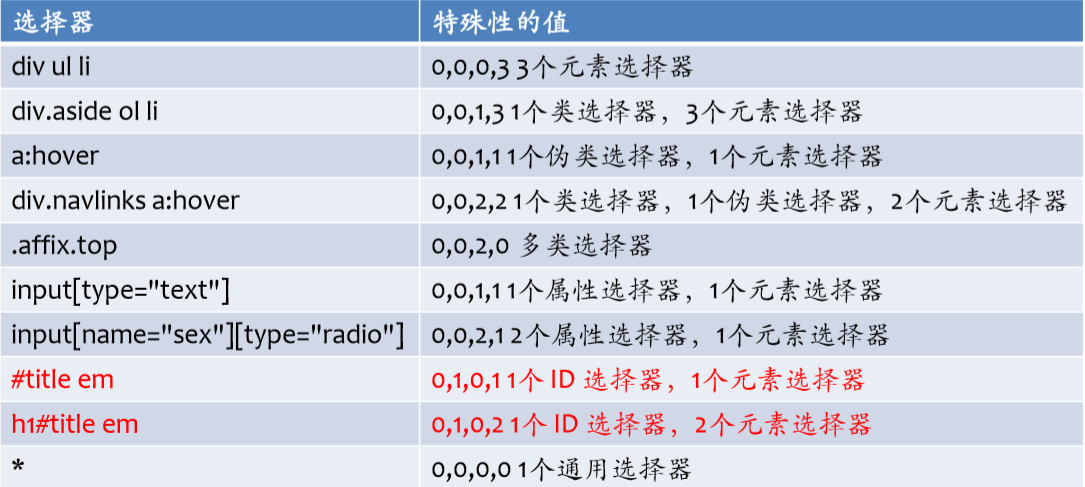 选择器 特殊性的值
div ul li 0,0,0,3 3个元素选择器
div.aside ol li 0,0,1,3 1个类选择器，3个元素选择器
a:hover 0,0,1,1 1个伪类选择器，1个元素选择器
div.navlinks a:hover 0,0,2,2 1个类选择器，1个伪类选择器，2个元素选择器
.affix.top 0,0,2,0 多类选择器
input[type="text"] 0,0,1,1 1个属性选择器，1个元素选择器
input[name="sex"][type="radio"] 0,0,2,1 2个属性选择器，1个元素选择器
#title em 0,1,0,1 1个 ID 选择器，1个元素选择器
h1#title em 0,1,0,2 1个 ID 选择器，2个元素选择器
* 0,0,0,0 1个通用选择器